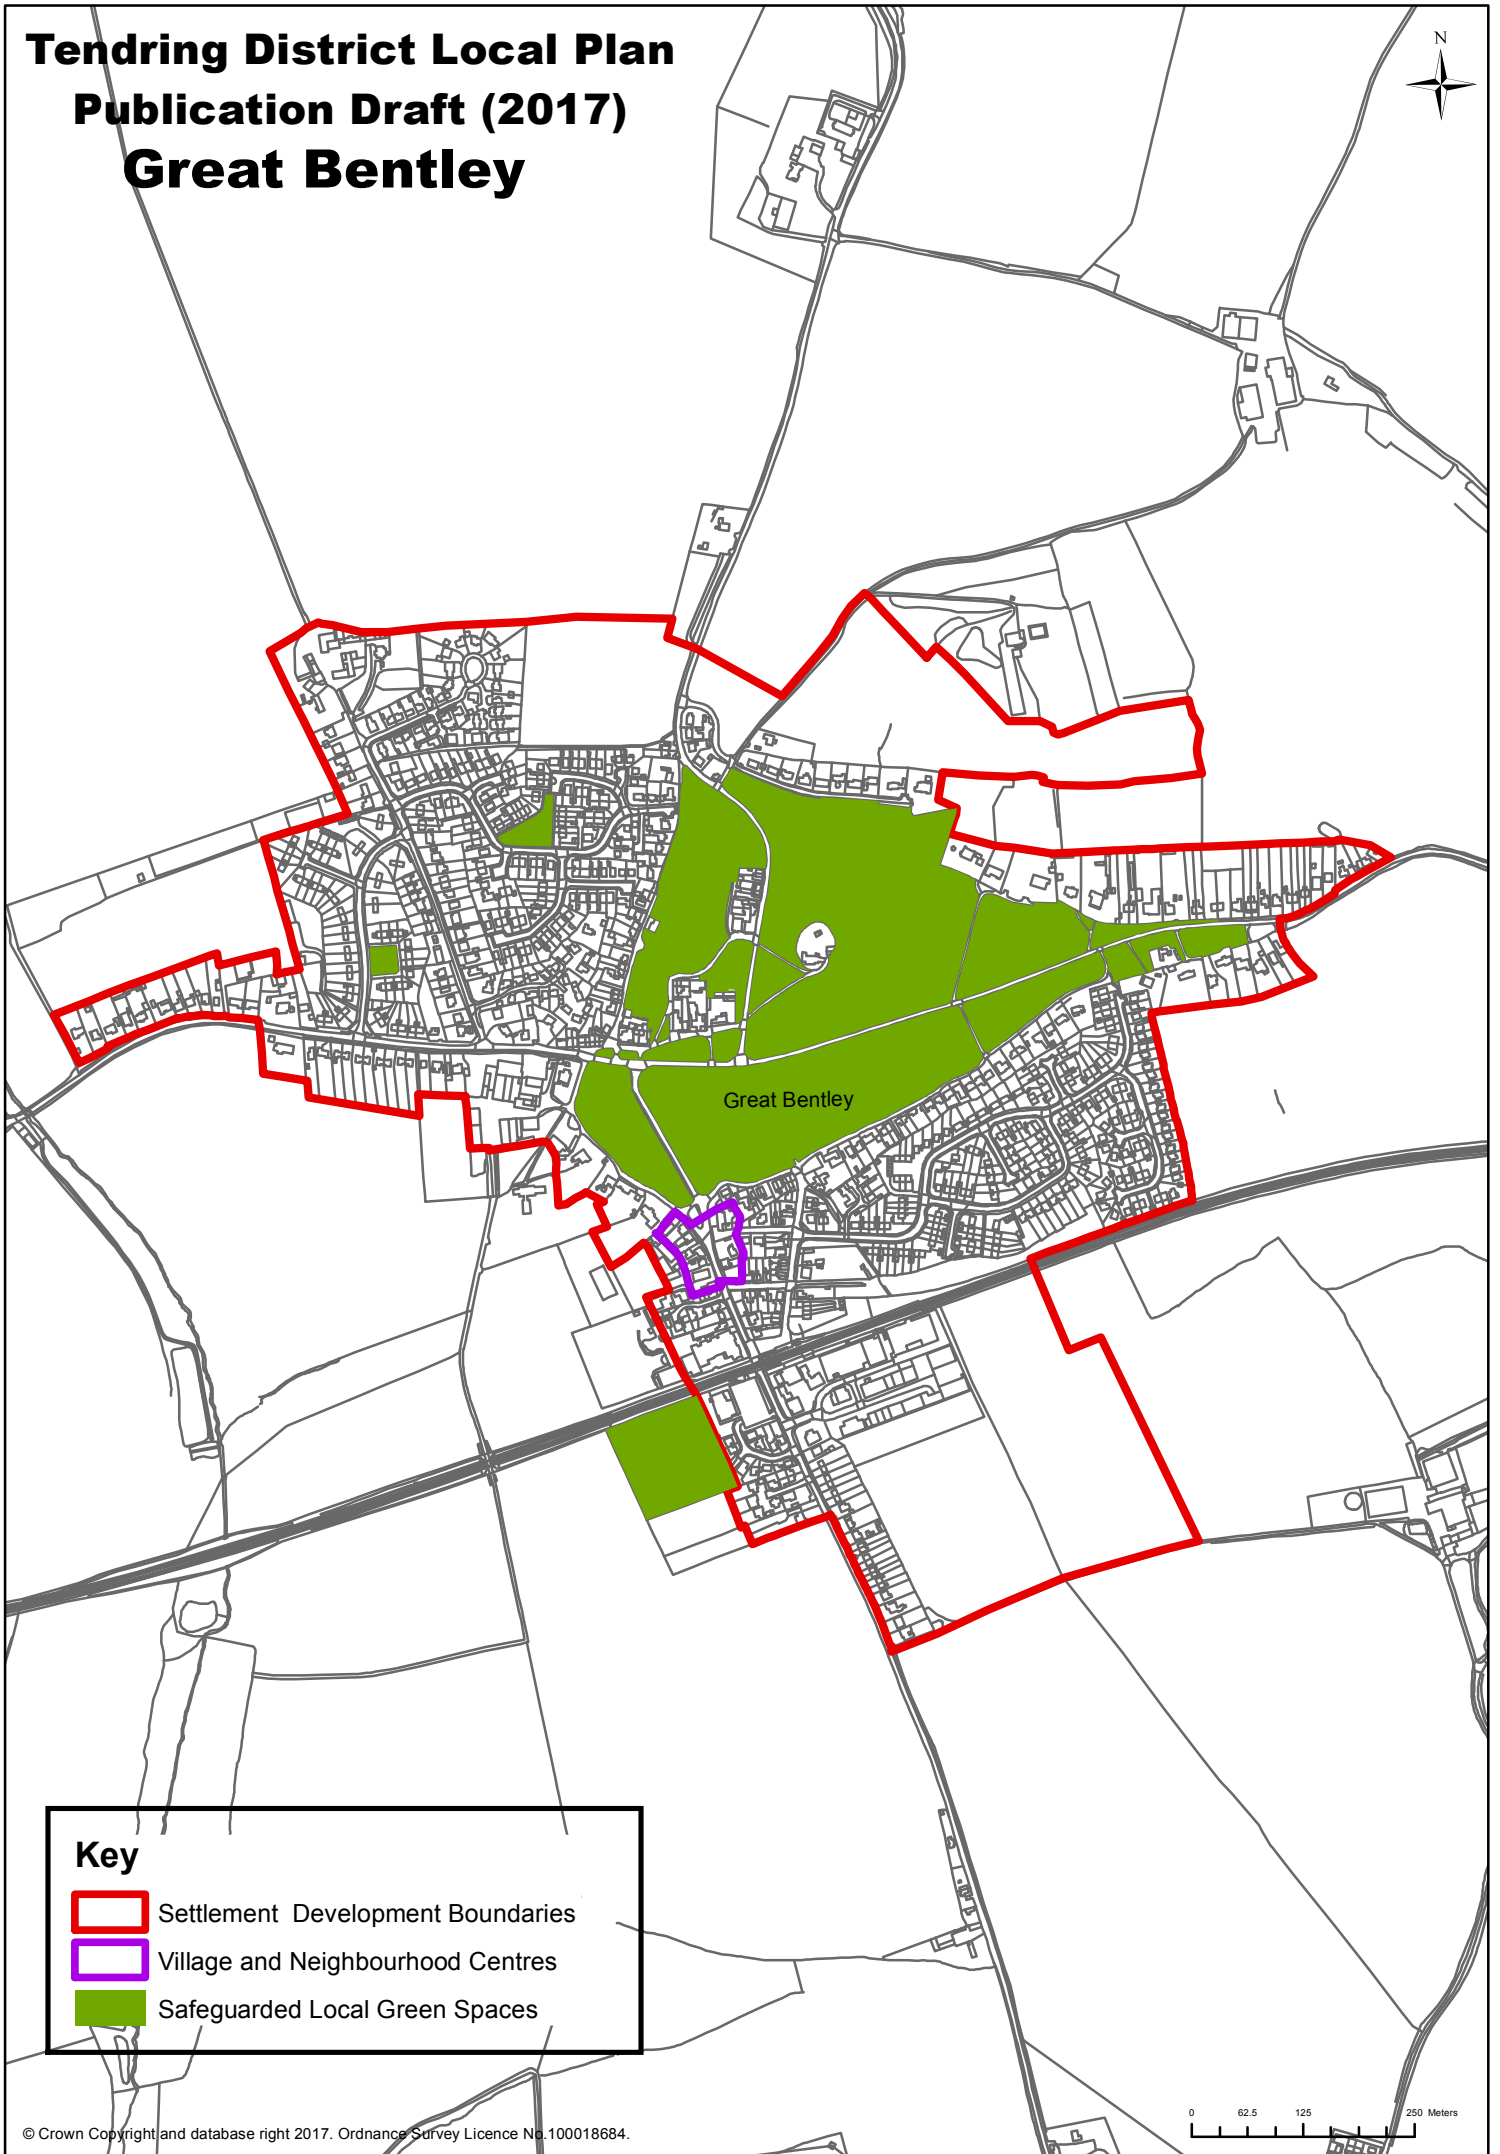 Tendring District Local Plan
Publication Draft (2017)
Great Bentley
N
Great Bentley
Key
Settlement Development Boundaries
Village and Neighbourhood Centres
Safeguarded Local Green Spaces
0 62.5 125 250 Meters
© Crown Copyright and database right 2017. Ordnance Survey Licence No.100018684.